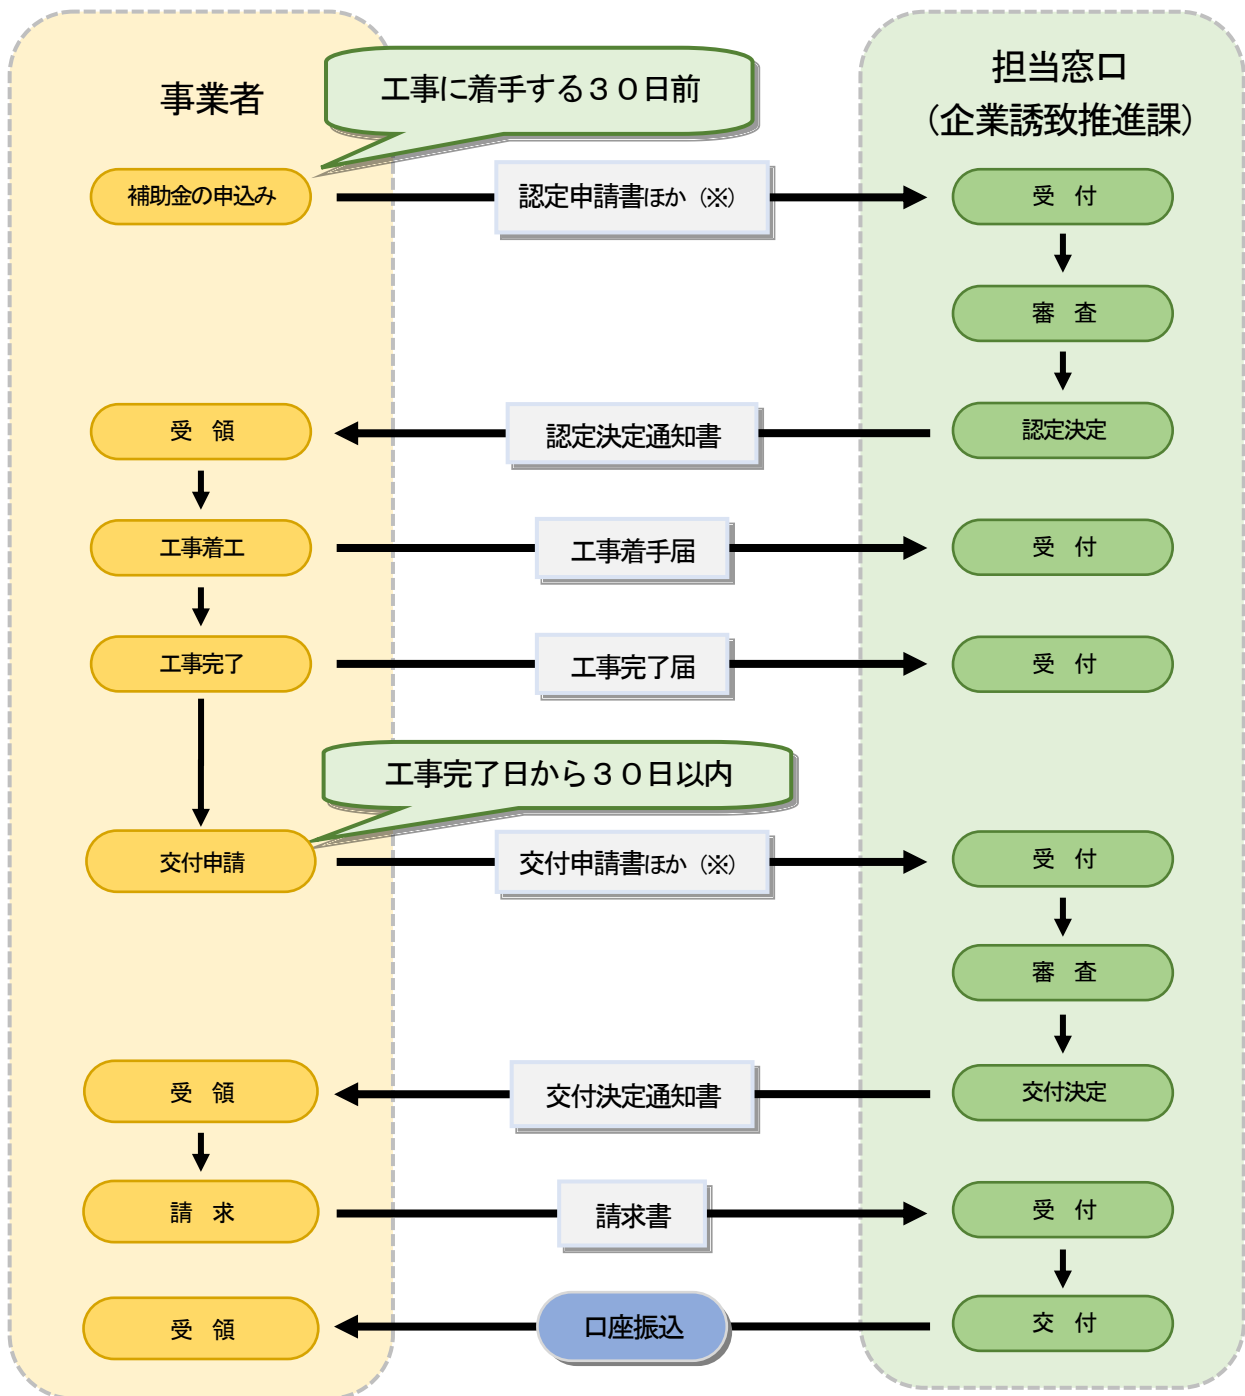 事業者
工事に着手する３０日前
担当窓口
（企業誘致推進課）
補助金の申込み
認定申請書ほか（※）
受　付
審　査
受　領
認定決定通知書
認定決定
工事着工
工事着手届
受　付
工事完了
工事完了届
受　付
工事完了日から３０日以内
交付申請
交付申請書ほか（※）
受　付
審　査
受　領
交付決定通知書
交付決定
請　求
請求書
受　付
受　領
口座振込
交　付